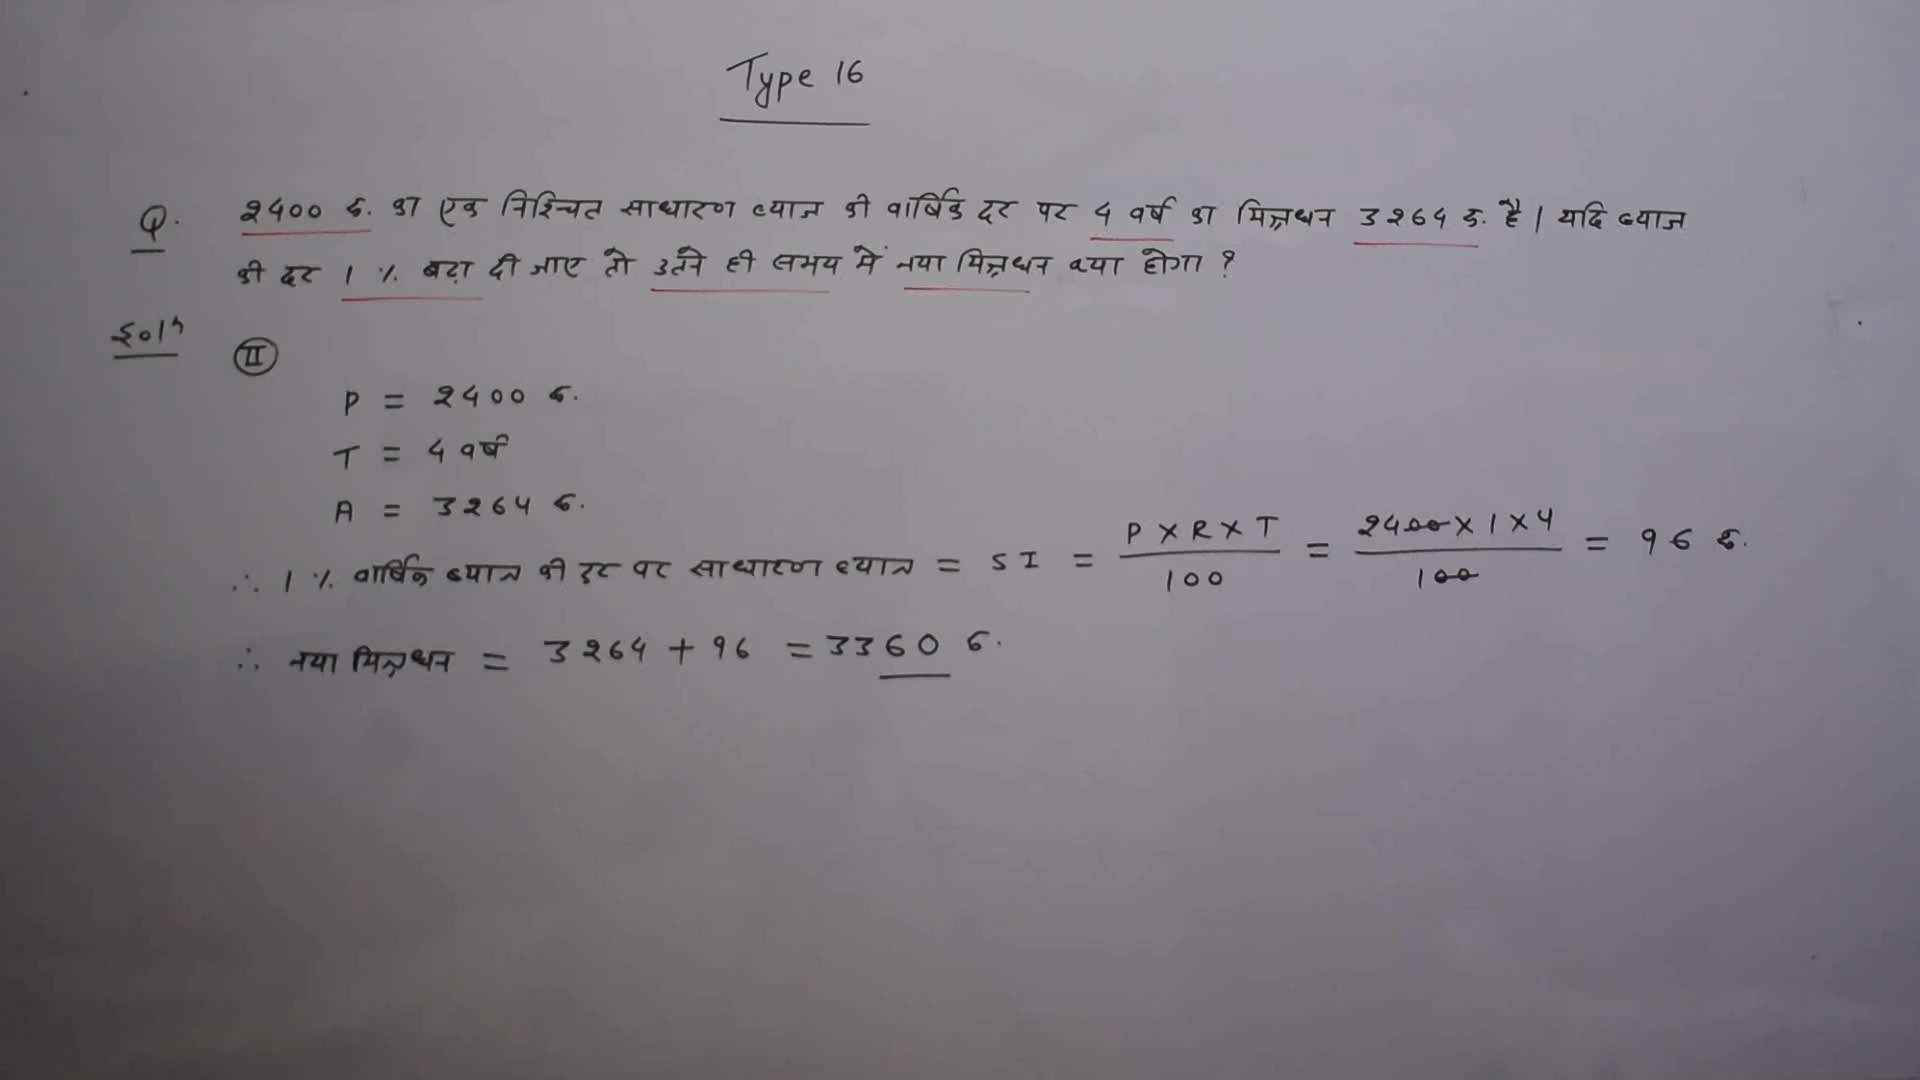 Type 16
Q. 2400 रु. का एक निश्चित साधारण ब्याज की वार्षिक दर पर 4 वर्ष का मिश्रधन 3264 रु. है। यदि ब्याज
की दर 1 % बढ़ा दी जाए तो उतने ही समय में नया मिश्रधन क्या होगा ?
Solⁿ
II
P = 2400 रु.
T = 4 वर्ष
A = 3264 रु.
∴ 1 % वार्षिक ब्याज की दर पर साधारण ब्याज = SI = P × R × T / 100 = 2400 × 1 × 4 / 100 = 96 रु.
∴ नया मिश्रधन = 3264 + 96 = 3360 रु.